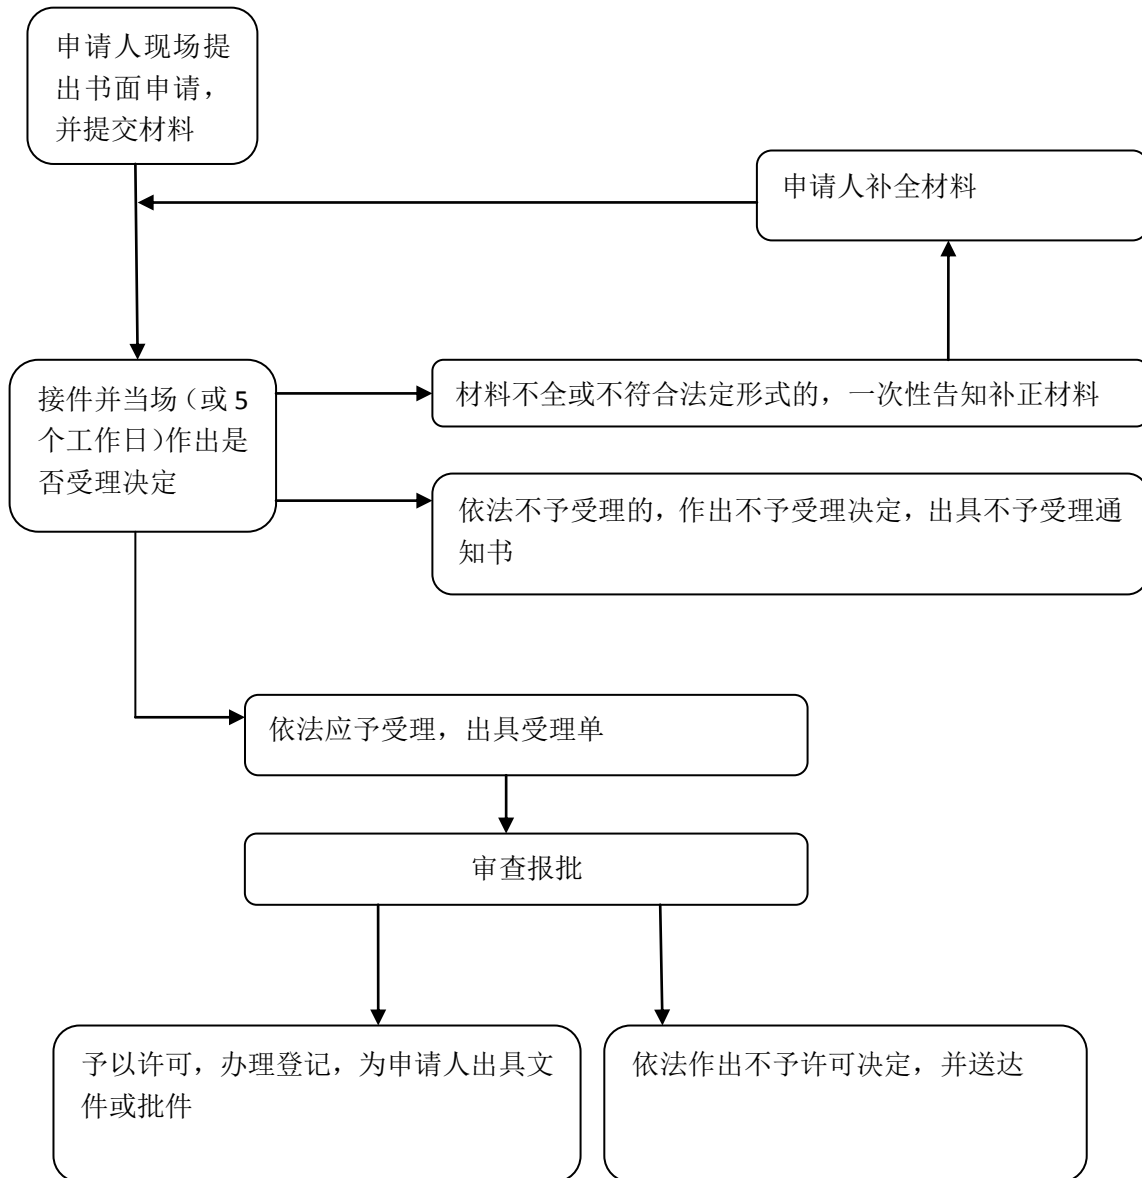 申请人现场提
出书面申请，
并提交材料
申请人补全材料
接件并当场（或 5
个工作日）作出是
否受理决定
材料不全或不符合法定形式的，一次性告知补正材料
依法不予受理的，作出不予受理决定，出具不予受理通
知书
依法应予受理，出具受理单
审查报批
予以许可，办理登记，为申请人出具文
件或批件
依法作出不予许可决定，并送达